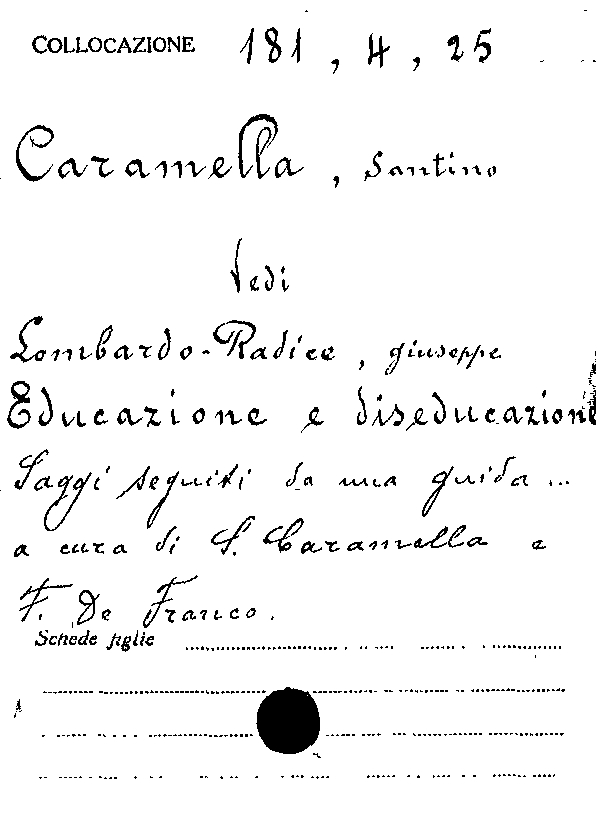 COLLOCAZIONE 181, 4, 25
Caramella, Santino
Vedi
Lombardo-Radice, Giuseppe
Educazione e diseducazione
Saggi seguiti da una guida ...
a cura di S. Caramella e
F. De Franco.
Schede figlie